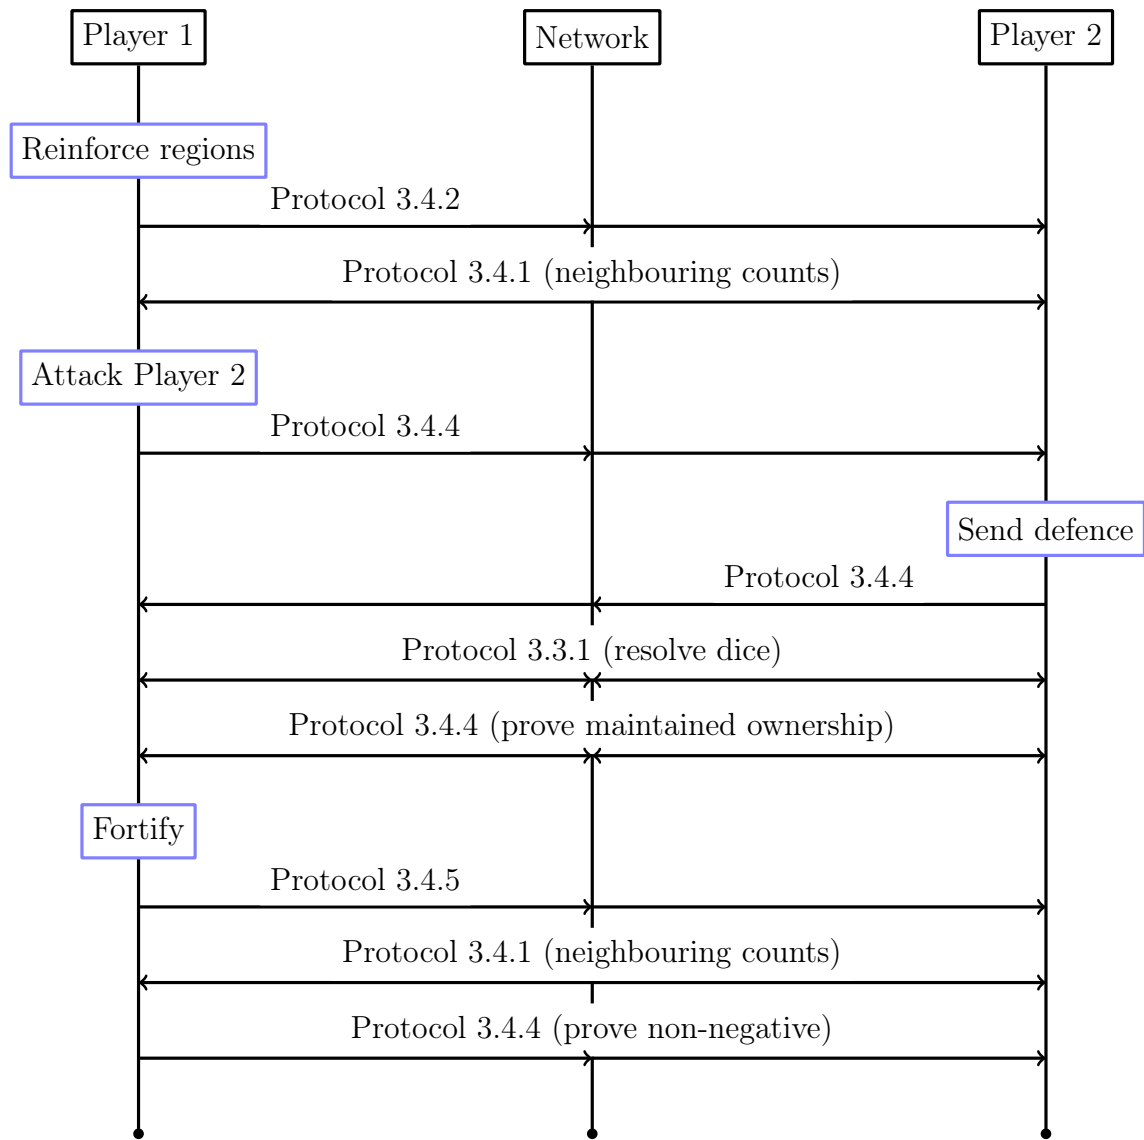 Player 1
Network
Player 2
Reinforce regions
Protocol 3.4.2
Protocol 3.4.1 (neighbouring counts)
Attack Player 2
Protocol 3.4.4
Send defence
Protocol 3.4.4
Protocol 3.3.1 (resolve dice)
Protocol 3.4.4 (prove maintained ownership)
Fortify
Protocol 3.4.5
Protocol 3.4.1 (neighbouring counts)
Protocol 3.4.4 (prove non-negative)